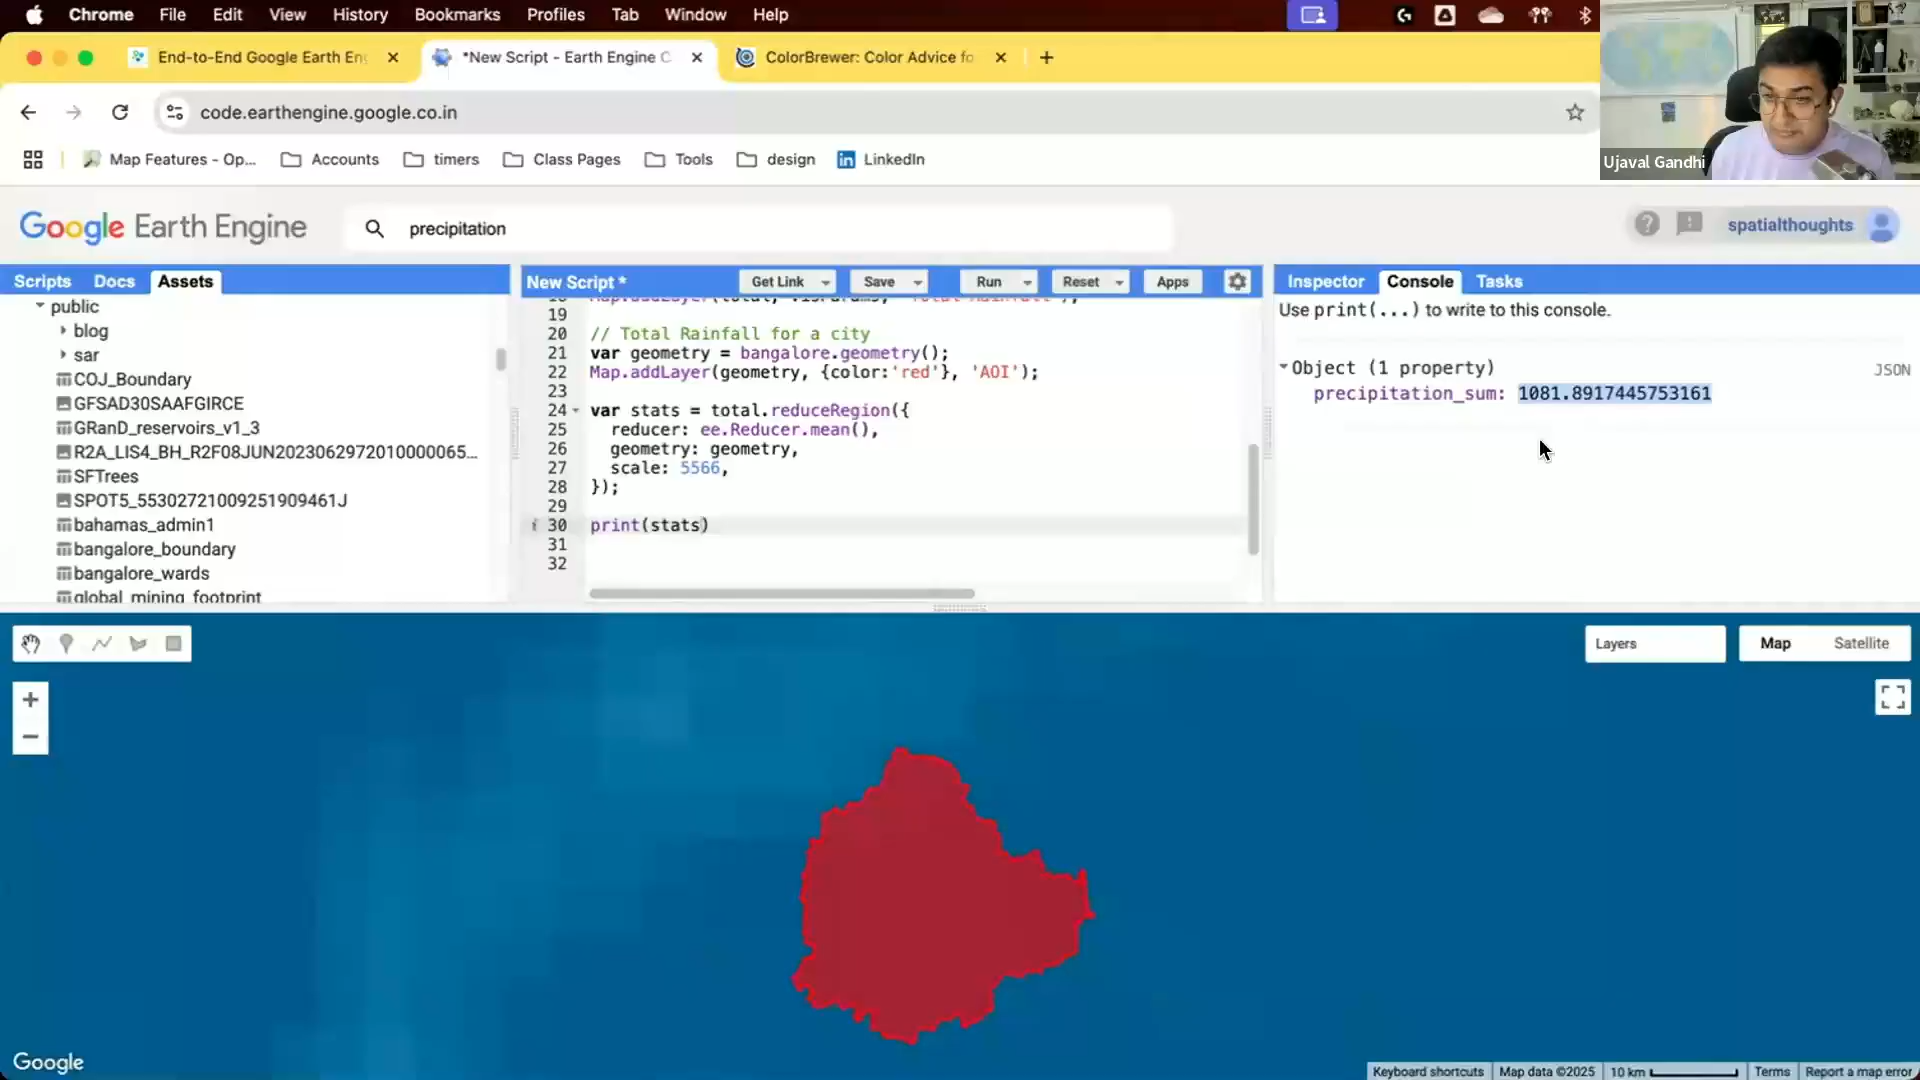 Chrome File Edit View History Bookmarks Profiles Tab Window Help
End-to-End Google Earth En
*New Script - Earth Engine C
ColorBrewer: Color Advice fo
code.earthengine.google.co.in
Map Features - Op...
Accounts
timers
Class Pages
Tools
design
LinkedIn
Ujaval Gandhi
Google Earth Engine
precipitation
spatialthoughts
Scripts Docs Assets
public
blog
sar
COJ_Boundary
GFSAD30SAAFGIRCE
GRanD_reservoirs_v1_3
R2A_LIS4_BH_R2F08JUN2023062972010000065...
SFTrees
SPOT5_55302721009251909461J
bahamas_admin1
bangalore_boundary
bangalore_wards
global_mining_footprint
New Script *
Get Link Save Run Reset Apps
19
20 // Total Rainfall for a city
21 var geometry = bangalore.geometry();
22 Map.addLayer(geometry, {color:'red'}, 'AOI');
23
24 var stats = total.reduceRegion({
25 reducer: ee.Reducer.mean(),
26 geometry: geometry,
27 scale: 5566,
28 });
29
30 print(stats)
31
32
Inspector Console Tasks
Use print(...) to write to this console.
Object (1 property)
JSON
precipitation_sum: 1081.8917445753161
Layers
Map Satellite
Google
Keyboard shortcuts Map data ©2025 10 km Terms Report a map error